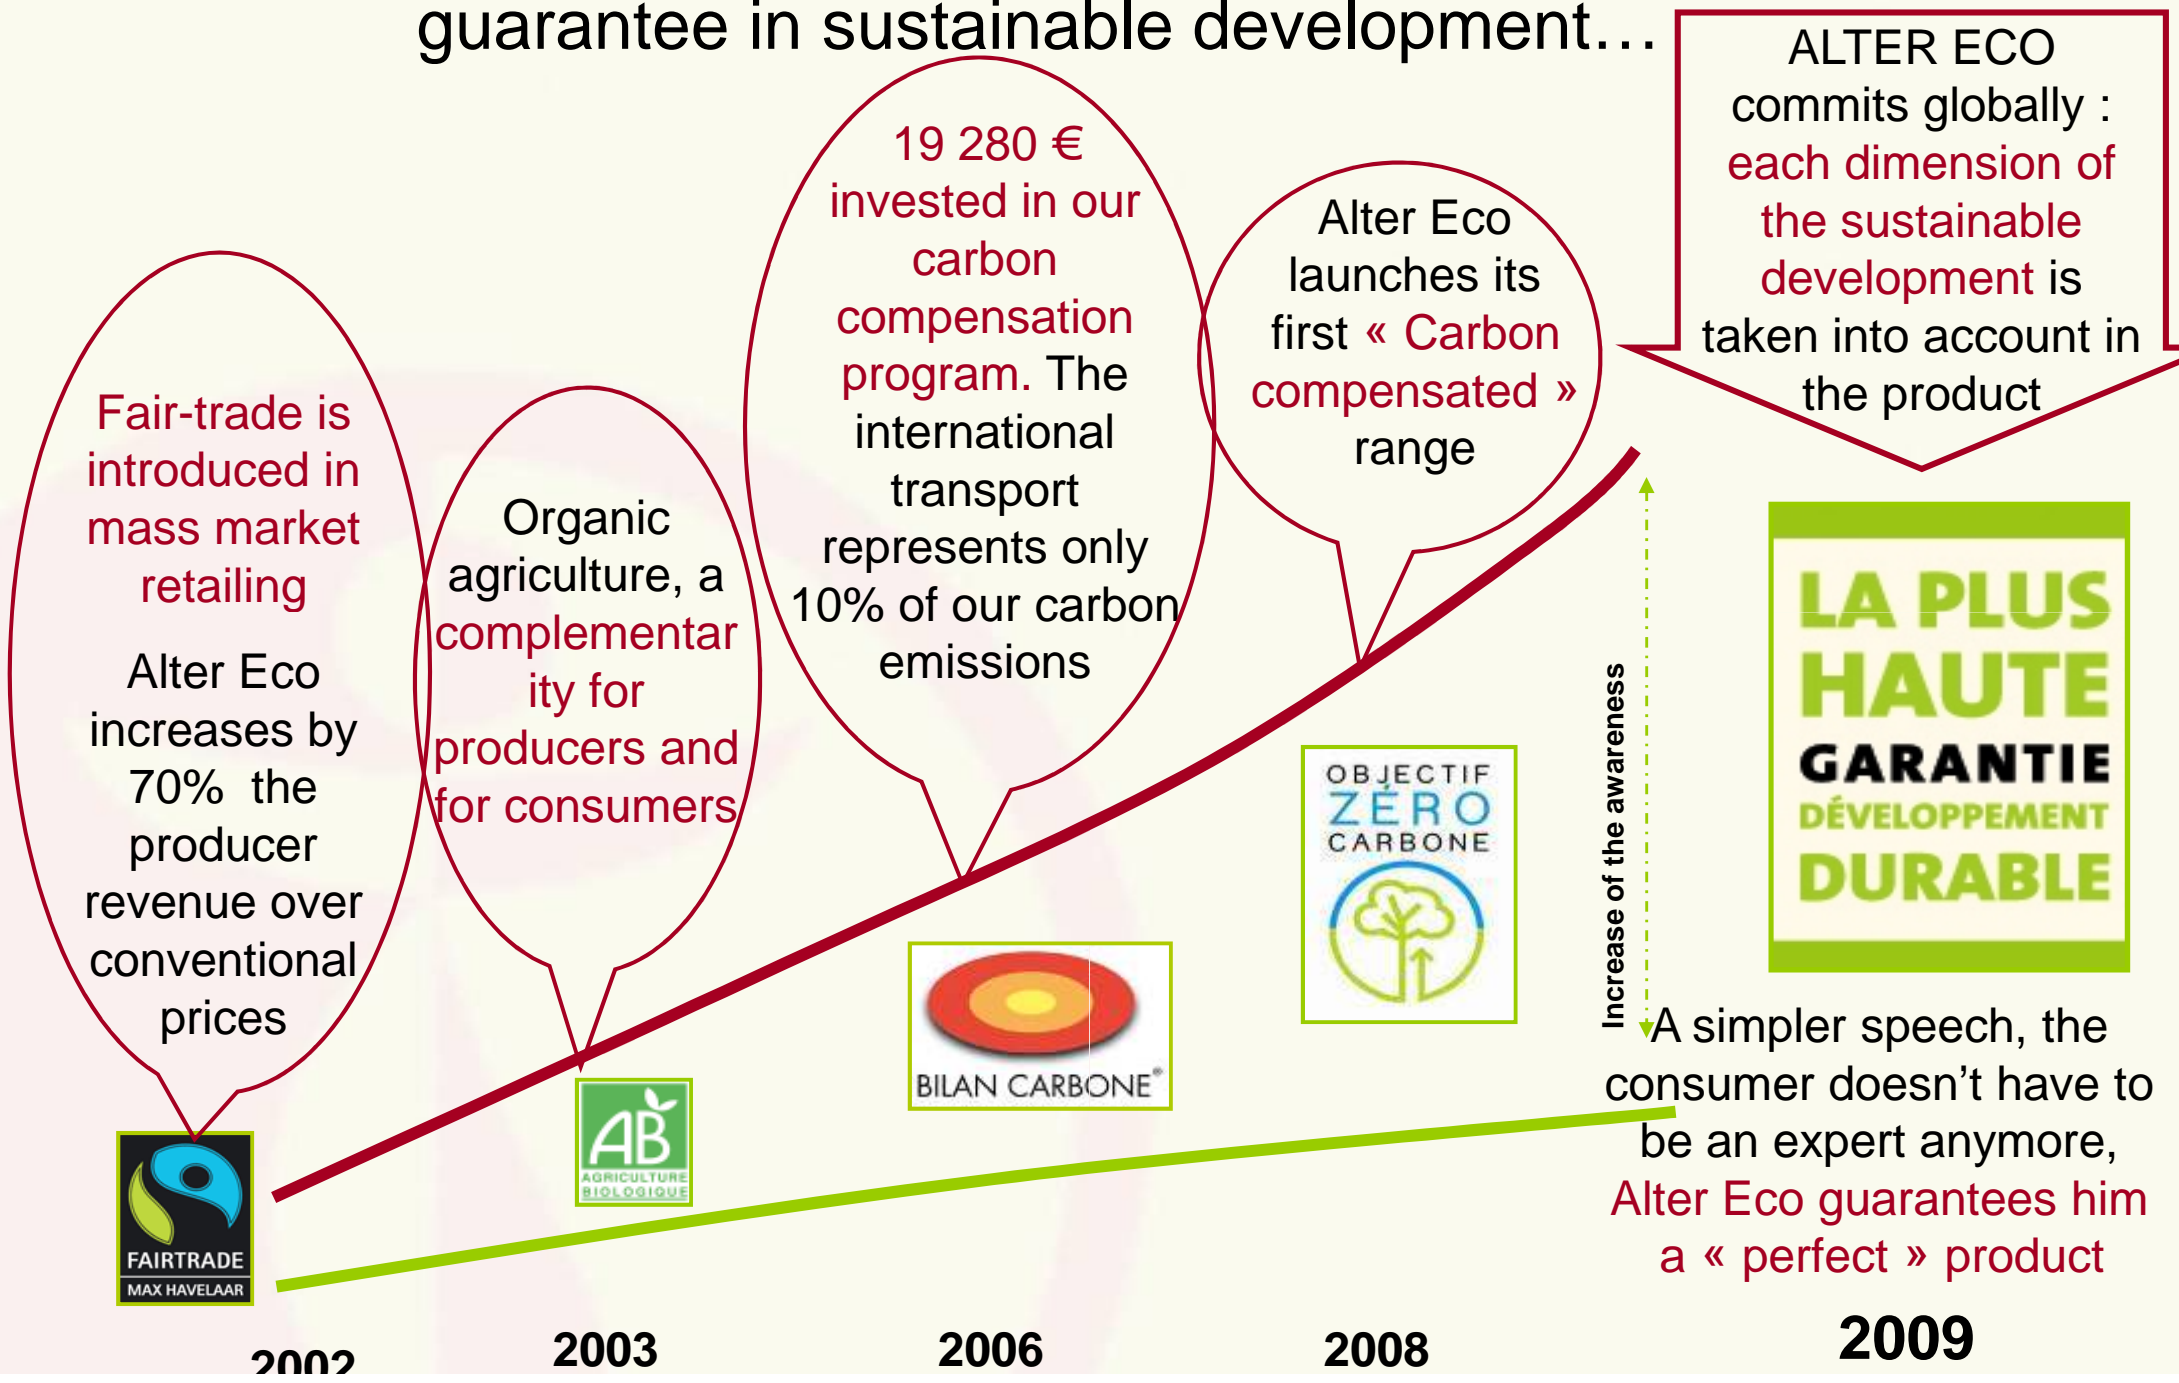 guarantee in sustainable development…
Fair-trade is
introduced in
mass market
retailing
Alter Eco
increases by
70% the
producer
revenue over
conventional
prices
Organic
agriculture, a
complementar
ity for
producers and
for consumers
19 280 €
invested in our
carbon
compensation
program. The
international
transport
represents only
10% of our carbon
emissions
Alter Eco
launches its
first « Carbon
compensated »
range
ALTER ECO
commits globally :
each dimension of
the sustainable
development is
taken into account in
the product
FAIRTRADE
MAX HAVELAAR
AB
AGRICULTURE
BIOLOGIQUE
BILAN CARBONE®
OBJECTIF
ZÉRO
CARBONE
Increase of the awareness
LA PLUS
HAUTE
GARANTIE
DÉVELOPPEMENT
DURABLE
A simpler speech, the
consumer doesn't have to
be an expert anymore,
Alter Eco guarantees him
a « perfect » product
2002
2003
2006
2008
2009